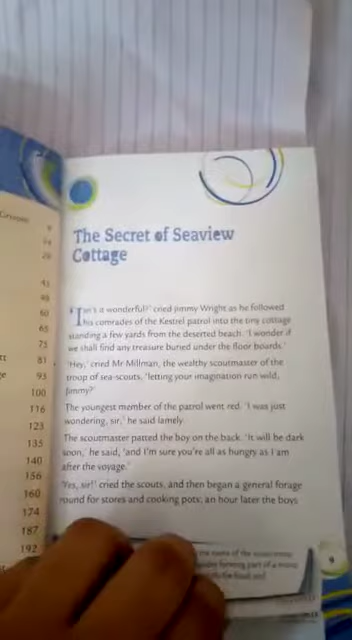 The Secret of Seaview
Cottage
'Isn't it wonderful?' cried Jimmy Wright as he followed
his comrades of the Kestrel patrol into the tiny cottage
standing a few yards from the deserted beach. 'I wonder if
we shall find any treasure buried under the floor boards.'
'Hey,' cried Mr Millman, the wealthy scoutmaster of the
troop of sea-scouts, 'letting your imagination run wild,
Jimmy?'
The youngest member of the patrol went red. 'I was just
wondering, sir,' he said lamely.
The scoutmaster patted the boy on the back. 'It will be dark
soon,' he said, 'and I'm sure you're all as hungry as I am
after the voyage.'
'Yes, sir!' cried the scouts, and then began a general forage
round for stores and cooking pots; an hour later the boys
9
60
65
75
81
93
100
116
123
135
140
156
160
174
187
192